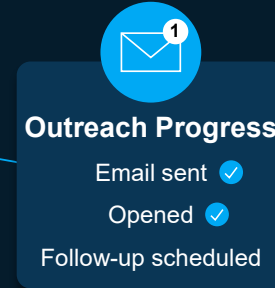 1
Outreach Progress
Email sent
Opened
Follow-up scheduled